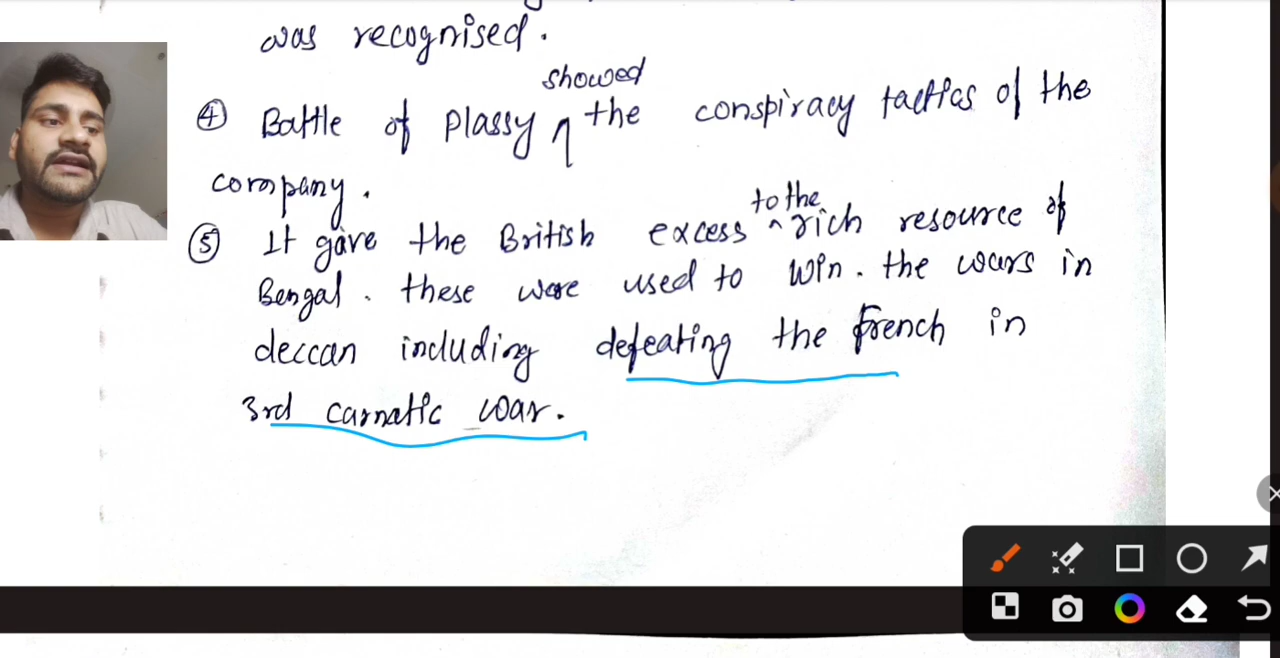 was recognised.
④ Battle of Plassy showed the conspiracy tactics of the
company.
⑤ It gave the British excess to the rich resource of
Bengal. these were used to win. the wars in
deccan including defeating the french in
3rd carnatic war.